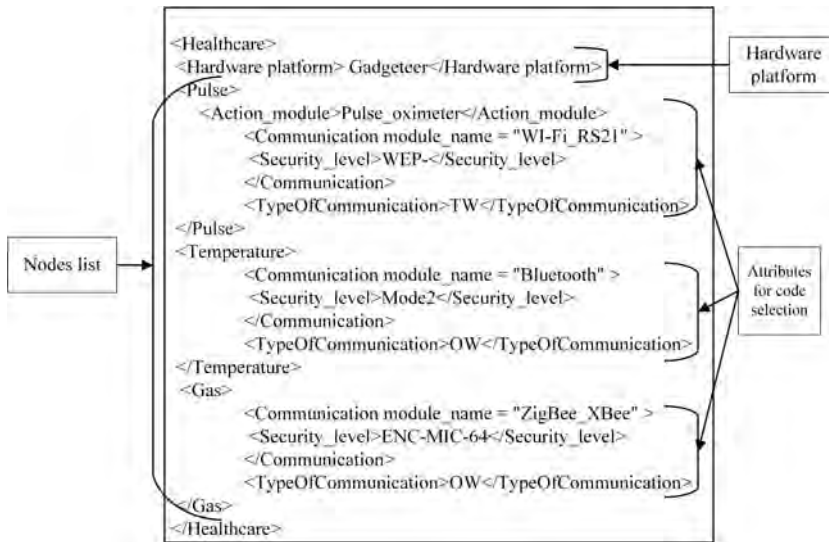 <Healthcare>
<Hardware platform> Gadgeteer</Hardware platform>
<Pulse>
<Action_module>Pulse_oximeter</Action_module>
<Communication module_name = "WI-Fi_RS21" >
<Security_level>WEP-</Security_level>
</Communication>
<TypeOfCommunication>TW</TypeOfCommunication>
</Pulse>
<Temperature>
<Communication module_name = "Bluetooth" >
<Security_level>Mode2</Security_level>
</Communication>
<TypeOfCommunication>OW</TypeOfCommunication>
</Temperature>
<Gas>
<Communication module_name = "ZigBee_XBee" >
<Security_level>ENC-MIC-64</Security_level>
</Communication>
<TypeOfCommunication>OW</TypeOfCommunication>
</Gas>
</Healthcare>
Hardware
platform
Nodes list
Attributes
for code
selection